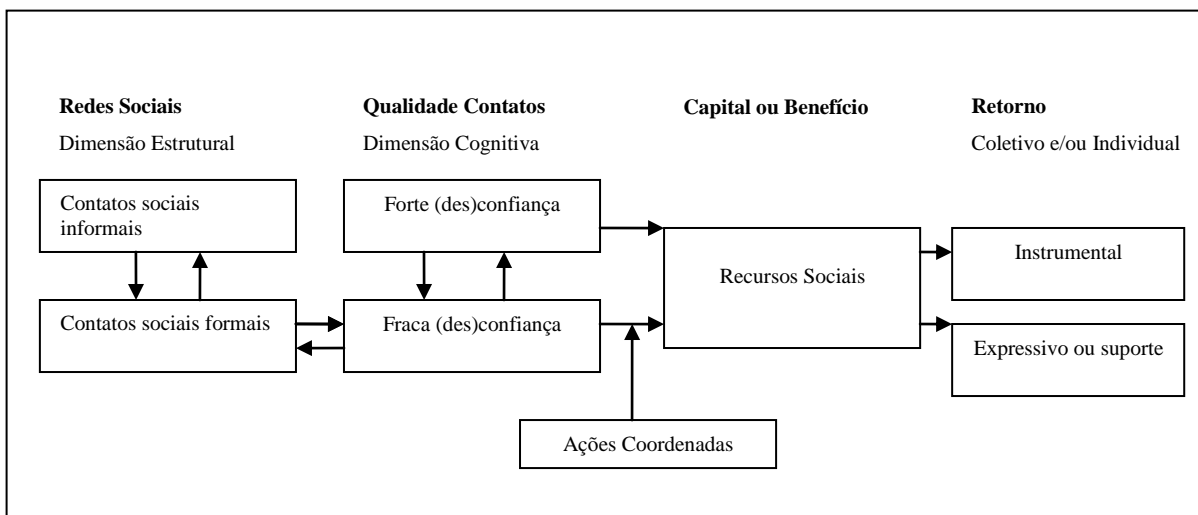 Redes Sociais
Dimensão Estrutural
Contatos sociais
informais
Contatos sociais formais
Qualidade Contatos
Dimensão Cognitiva
Forte (des)confiança
Fraca (des)confiança
Ações Coordenadas
Capital ou Benefício
Recursos Sociais
Retorno
Coletivo e/ou Individual
Instrumental
Expressivo ou suporte